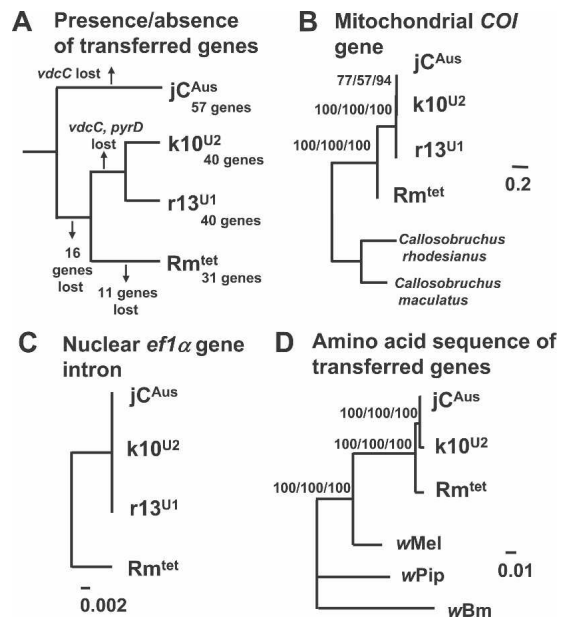 A Presence/absence
of transferred genes
vdcC lost
jC^Aus
57 genes
vdcC, pyrD
lost
k10^U2
40 genes
r13^U1
40 genes
16
genes
lost
Rm^tet
31 genes
11 genes
lost
B Mitochondrial COI
gene
jC^Aus
77/57/94
k10^U2
100/100/100
r13^U1
100/100/100
0.2
Rm^tet
Callosobruchus
rhodesianus
Callosobruchus
maculatus
C Nuclear ef1α gene
intron
jC^Aus
k10^U2
r13^U1
Rm^tet
0.002
D Amino acid sequence of
transferred genes
jC^Aus
100/100/100
k10^U2
100/100/100
Rm^tet
100/100/100
wMel
wPip
0.01
wBm